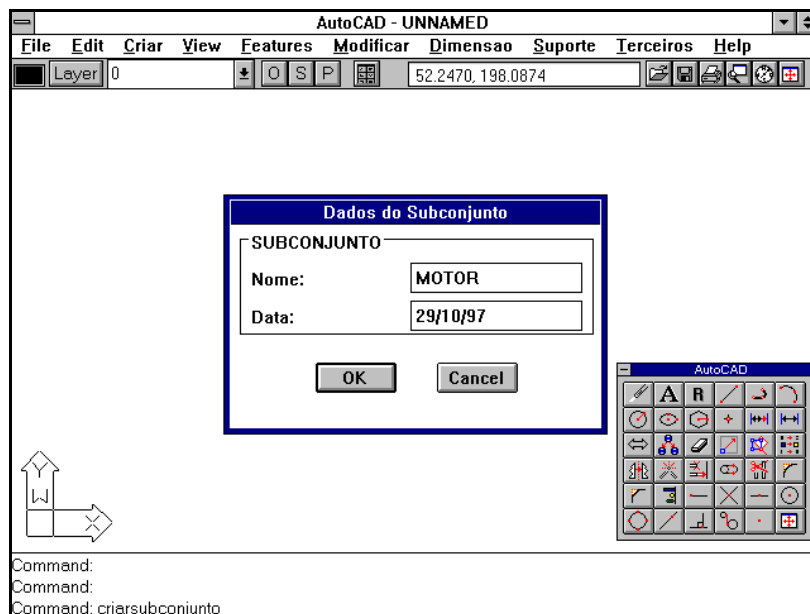 AutoCAD - UNNAMED
File Edit Criar View Features Modificar Dimensao Suporte Terceiros Help
Layer 0 O S P 52.2470, 198.0874
Dados do Subconjunto
SUBCONJUNTO
Nome: MOTOR
Data: 29/10/97
OK Cancel
AutoCAD
A R
Y
W
X
Command:
Command:
Command: criarsubconjunto